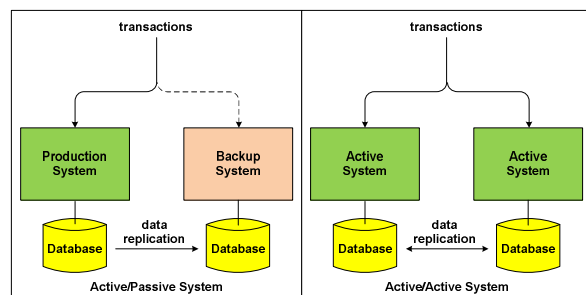 transactions
Production
System
Backup
System
Database
data
replication
Database
Active/Passive System
transactions
Active
System
Active
System
Database
data
replication
Database
Active/Active System